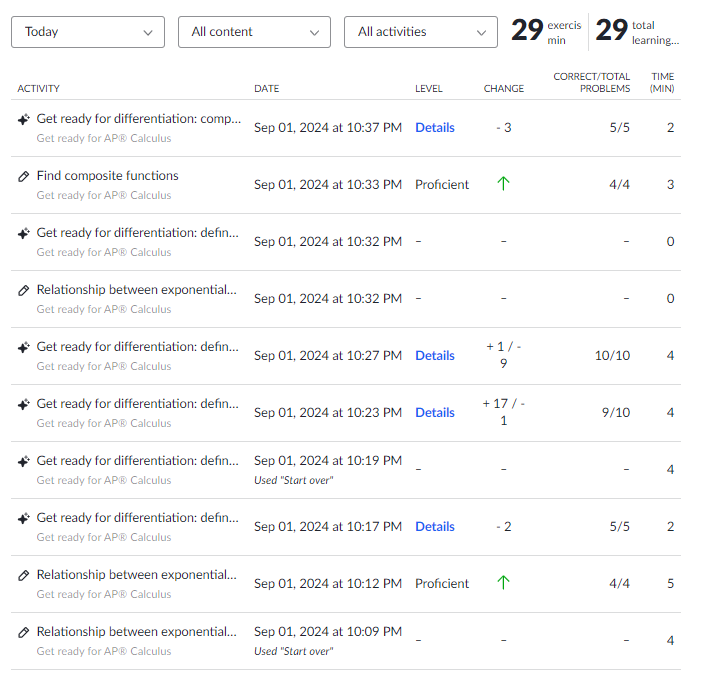 Today All content All activities 29 exercis min 29 total learning...
ACTIVITY DATE LEVEL CHANGE CORRECT/TOTAL PROBLEMS TIME (MIN)
Get ready for differentiation: comp...
Get ready for AP® Calculus
Sep 01, 2024 at 10:37 PM Details - 3 5/5 2
Find composite functions
Get ready for AP® Calculus
Sep 01, 2024 at 10:33 PM Proficient ↑ 4/4 3
Get ready for differentiation: defin...
Get ready for AP® Calculus
Sep 01, 2024 at 10:32 PM – – – 0
Relationship between exponential...
Get ready for AP® Calculus
Sep 01, 2024 at 10:32 PM – – – 0
Get ready for differentiation: defin...
Get ready for AP® Calculus
Sep 01, 2024 at 10:27 PM Details + 1 / - 9 10/10 4
Get ready for differentiation: defin...
Get ready for AP® Calculus
Sep 01, 2024 at 10:23 PM Details + 17 / - 1 9/10 4
Get ready for differentiation: defin...
Get ready for AP® Calculus
Sep 01, 2024 at 10:19 PM
Used "Start over"
– – – 4
Get ready for differentiation: defin...
Get ready for AP® Calculus
Sep 01, 2024 at 10:17 PM Details - 2 5/5 2
Relationship between exponential...
Get ready for AP® Calculus
Sep 01, 2024 at 10:12 PM Proficient ↑ 4/4 5
Relationship between exponential...
Get ready for AP® Calculus
Sep 01, 2024 at 10:09 PM
Used "Start over"
– – – 4